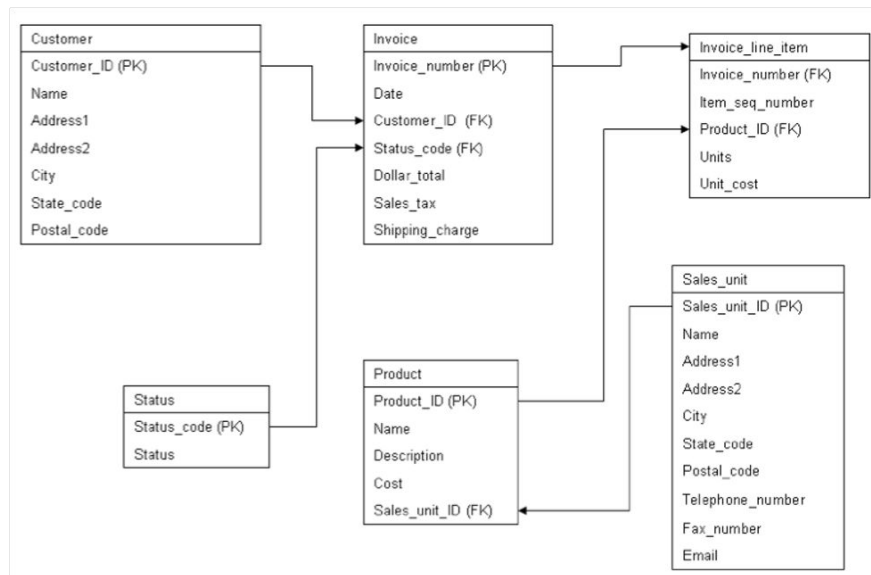 Customer
Customer_ID (PK)
Name
Address1
Address2
City
State_code
Postal_code
Invoice
Invoice_number (PK)
Date
Customer_ID (FK)
Status_code (FK)
Dollar_total
Sales_tax
Shipping_charge
Invoice_line_item
Invoice_number (FK)
Item_seq_number
Product_ID (FK)
Units
Unit_cost
Status
Status_code (PK)
Status
Product
Product_ID (PK)
Name
Description
Cost
Sales_unit_ID (FK)
Sales_unit
Sales_unit_ID (PK)
Name
Address1
Address2
City
State_code
Postal_code
Telephone_number
Fax_number
Email